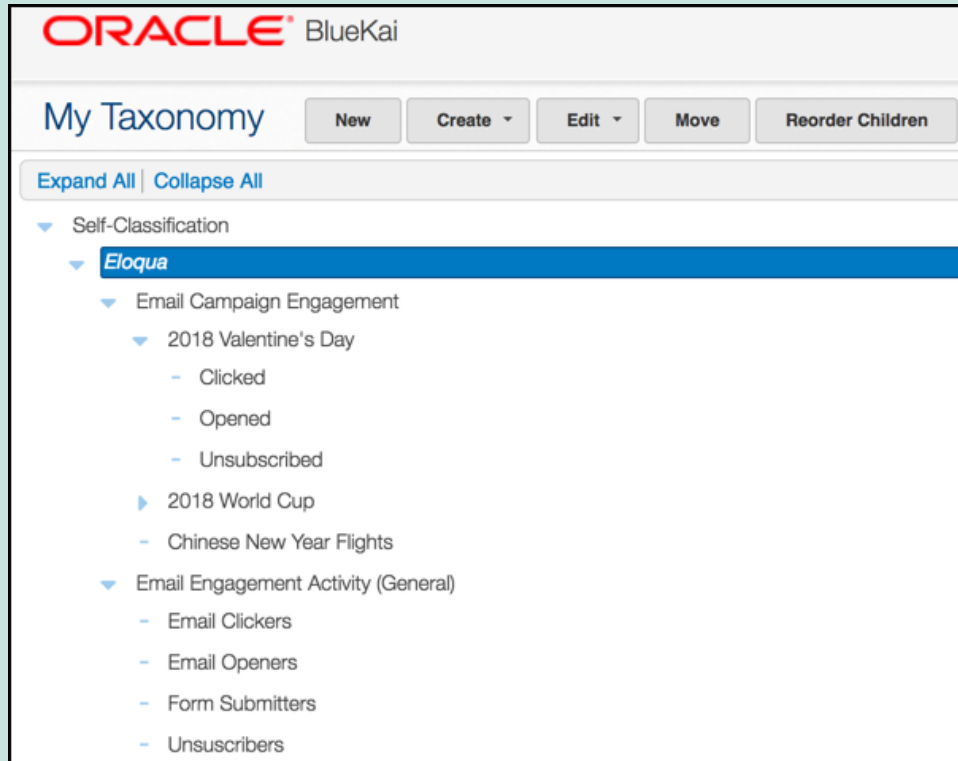 ORACLE BlueKai
My Taxonomy New Create Edit Move Reorder Children
Expand All | Collapse All
Self-Classification
Eloqua
Email Campaign Engagement
2018 Valentine's Day
- Clicked
- Opened
- Unsubscribed
2018 World Cup
- Chinese New Year Flights
Email Engagement Activity (General)
- Email Clickers
- Email Openers
- Form Submitters
- Unsuscribers